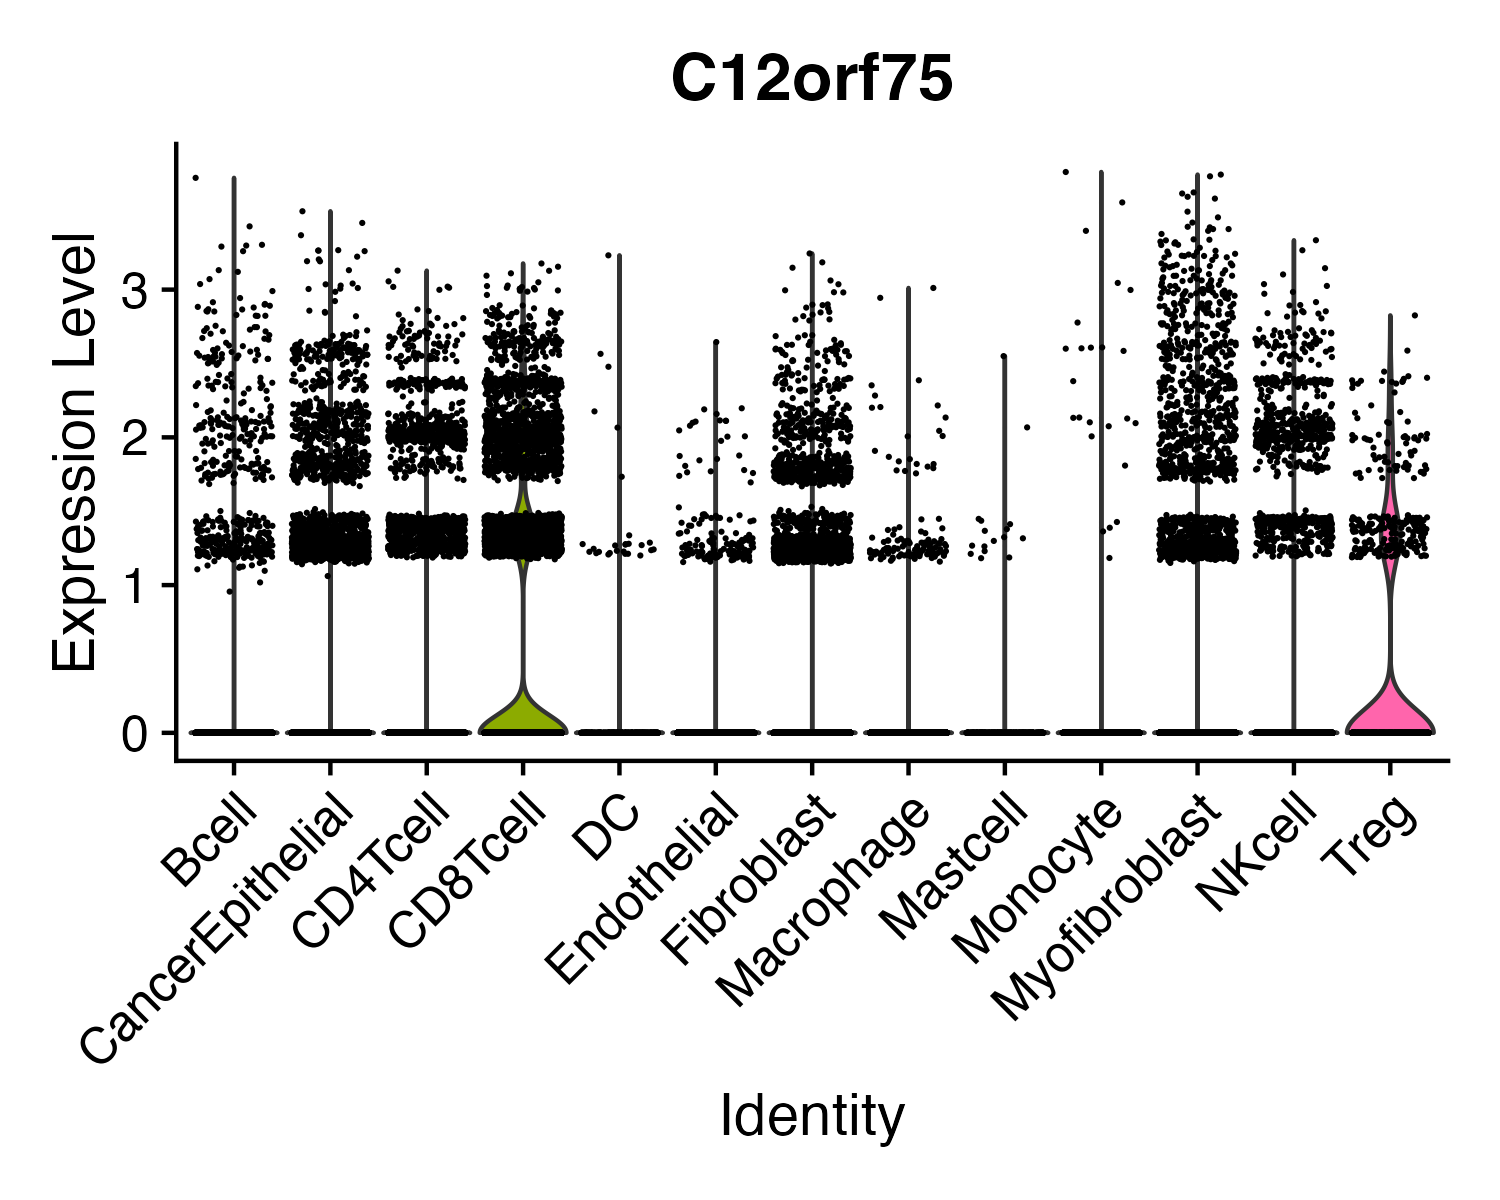 C12orf75
Expression Level
3
2
1
0
Bcell
CancerEpithelial
CD4Tcell
CD8Tcell
DC
Endothelial
Fibroblast
Macrophage
Mastcell
Monocyte
Myofibroblast
NKcell
Treg
Identity